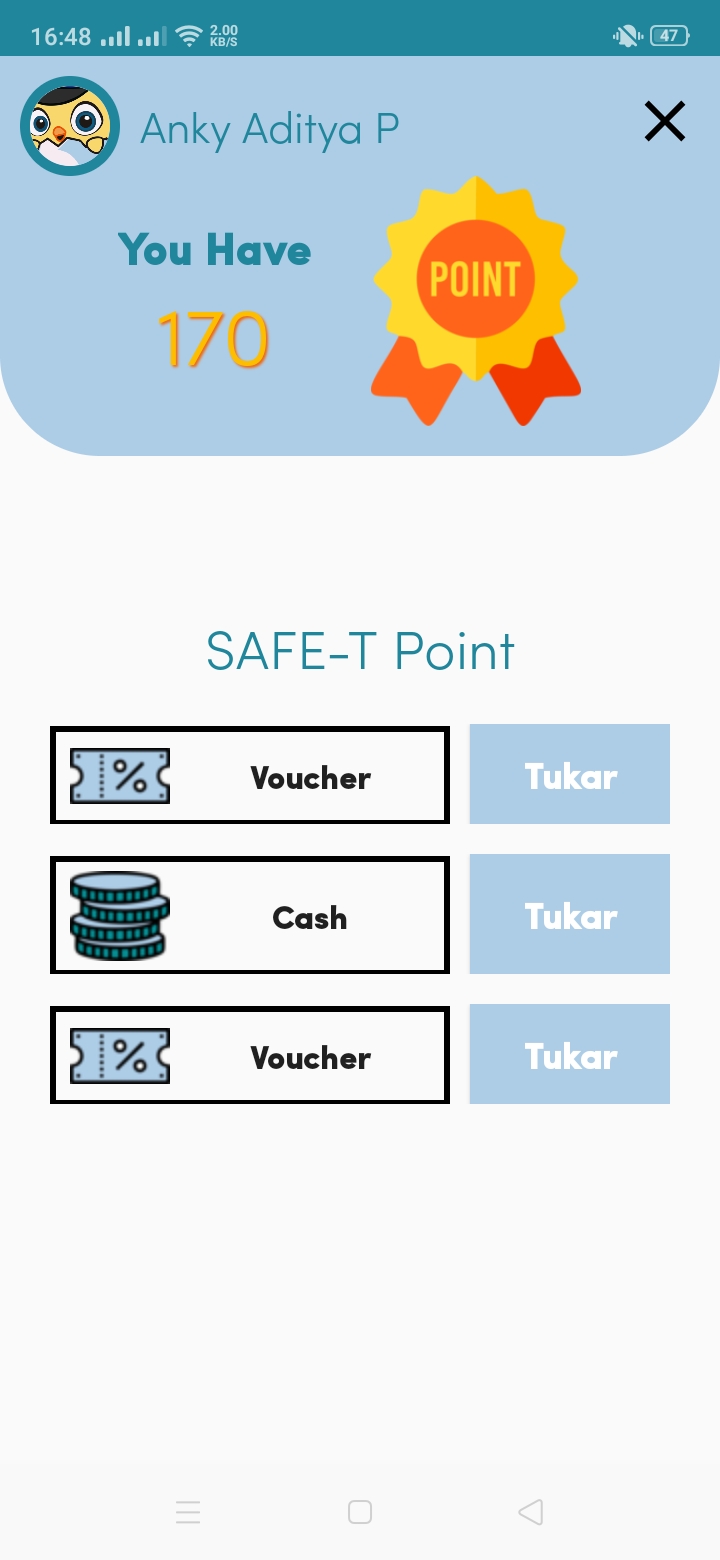 16:48 2.00 KB/S 47
Anky Aditya P
You Have
170
POINT
SAFE-T Point
Voucher Tukar
Cash Tukar
Voucher Tukar